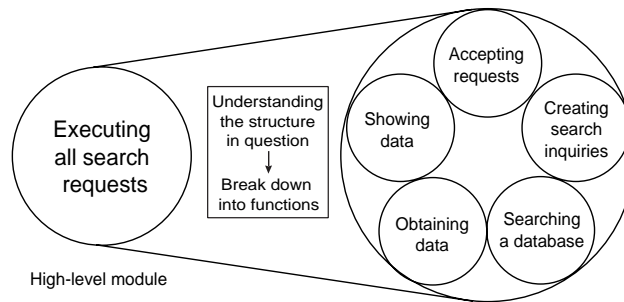 Executing
all search
requests
High-level module
Understanding
the structure
in question
Break down
into functions
Accepting
requests
Creating
search
inquiries
Searching
a database
Obtaining
data
Showing
data